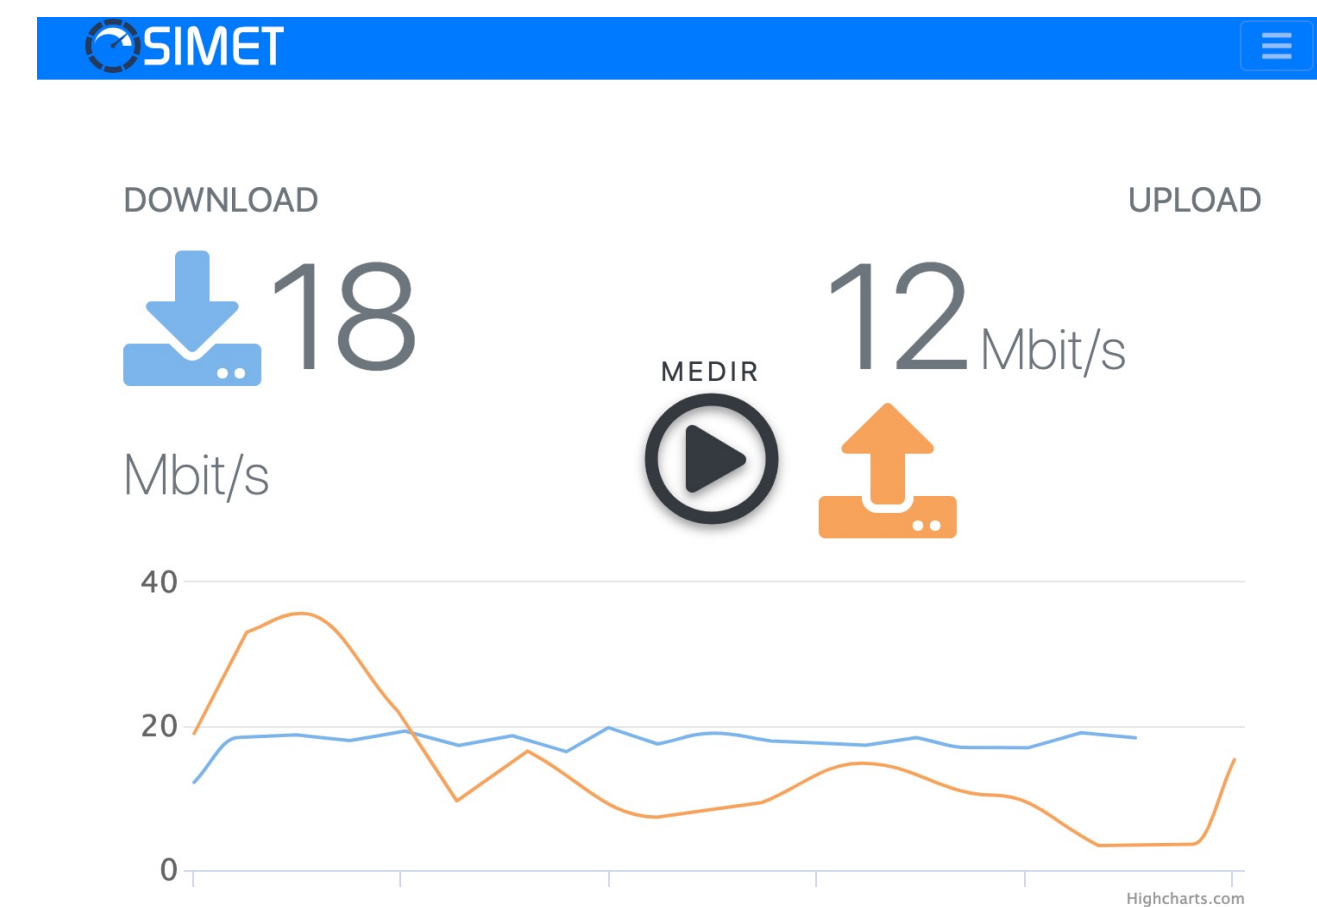 SIMET
DOWNLOAD
UPLOAD
18
12 Mbit/s
MEDIR
Mbit/s
40
20
0
Highcharts.com